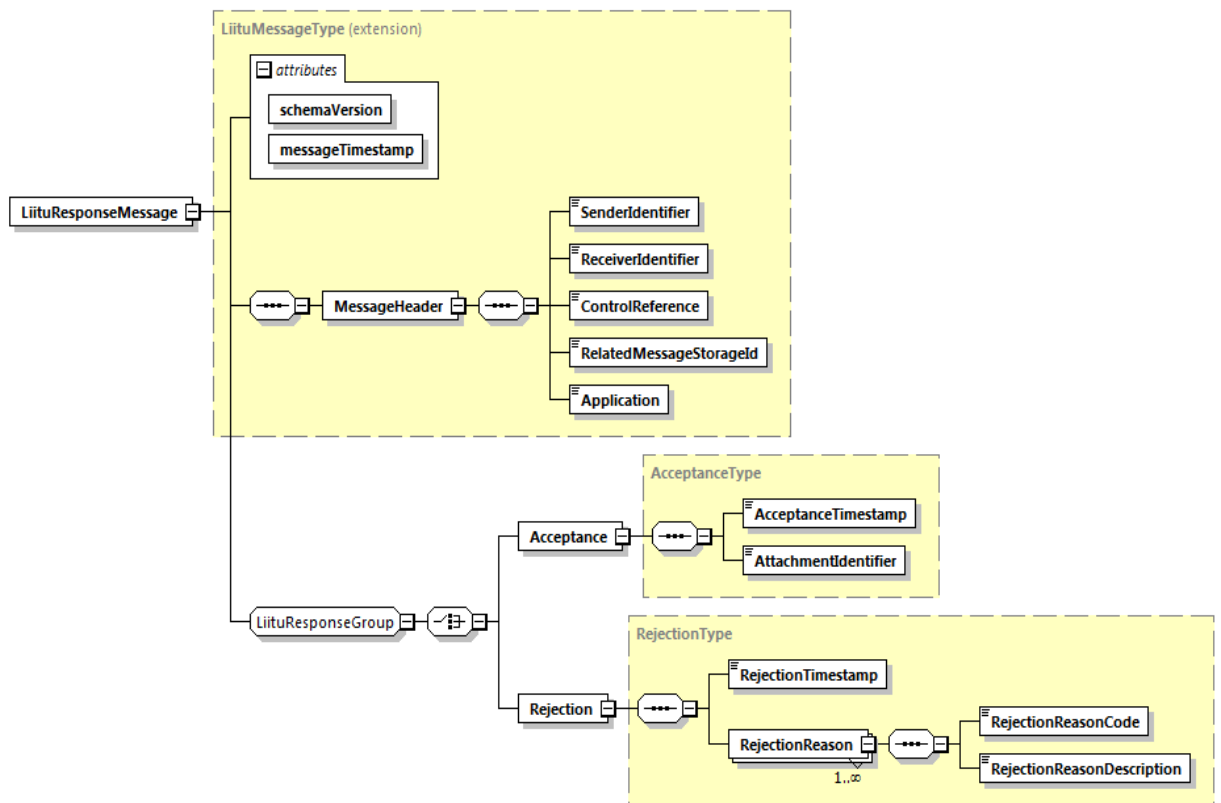 LiituMessageType (extension)
attributes
schemaVersion
messageTimestamp
LiituResponseMessage
MessageHeader
SenderIdentifier
ReceiverIdentifier
ControlReference
RelatedMessageStorageId
Application
LiituResponseGroup
AcceptanceType
Acceptance
AcceptanceTimestamp
AttachmentIdentifier
RejectionType
Rejection
RejectionTimestamp
RejectionReason
1..∞
RejectionReasonCode
RejectionReasonDescription